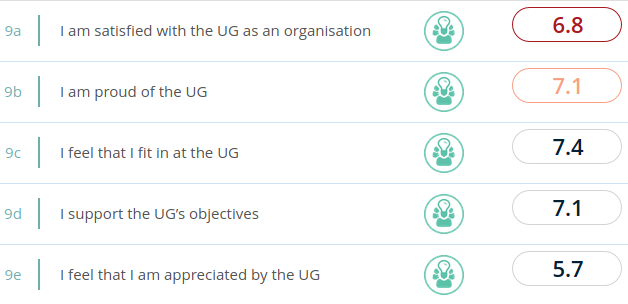 9a I am satisfied with the UG as an organisation 6.8
9b I am proud of the UG 7.1
9c I feel that I fit in at the UG 7.4
9d I support the UG’s objectives 7.1
9e I feel that I am appreciated by the UG 5.7